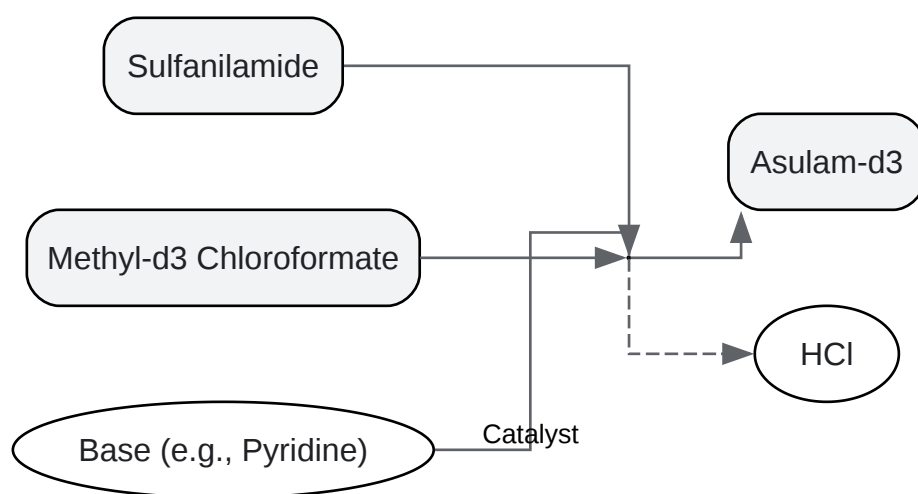 Sulfanilamide
Asulam-d3
Methyl-d3 Chloroformate
HCl
Catalyst
Base (e.g., Pyridine)